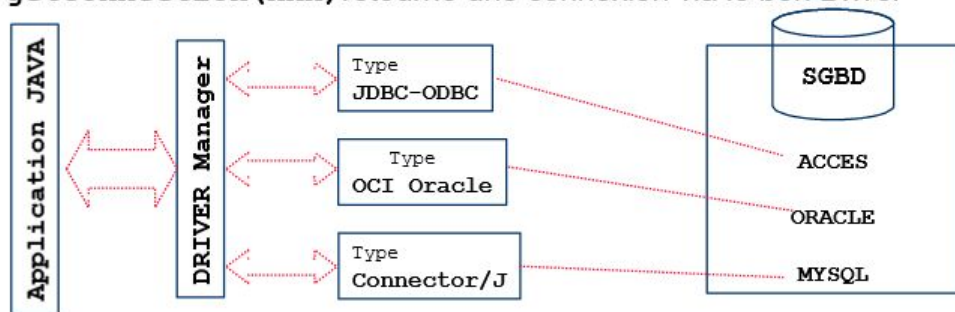 Application JAVA
DRIVER Manager
Type
JDBC-ODBC
Type
OCI Oracle
Type
Connector/J
SGBD
ACCES
ORACLE
MYSQL